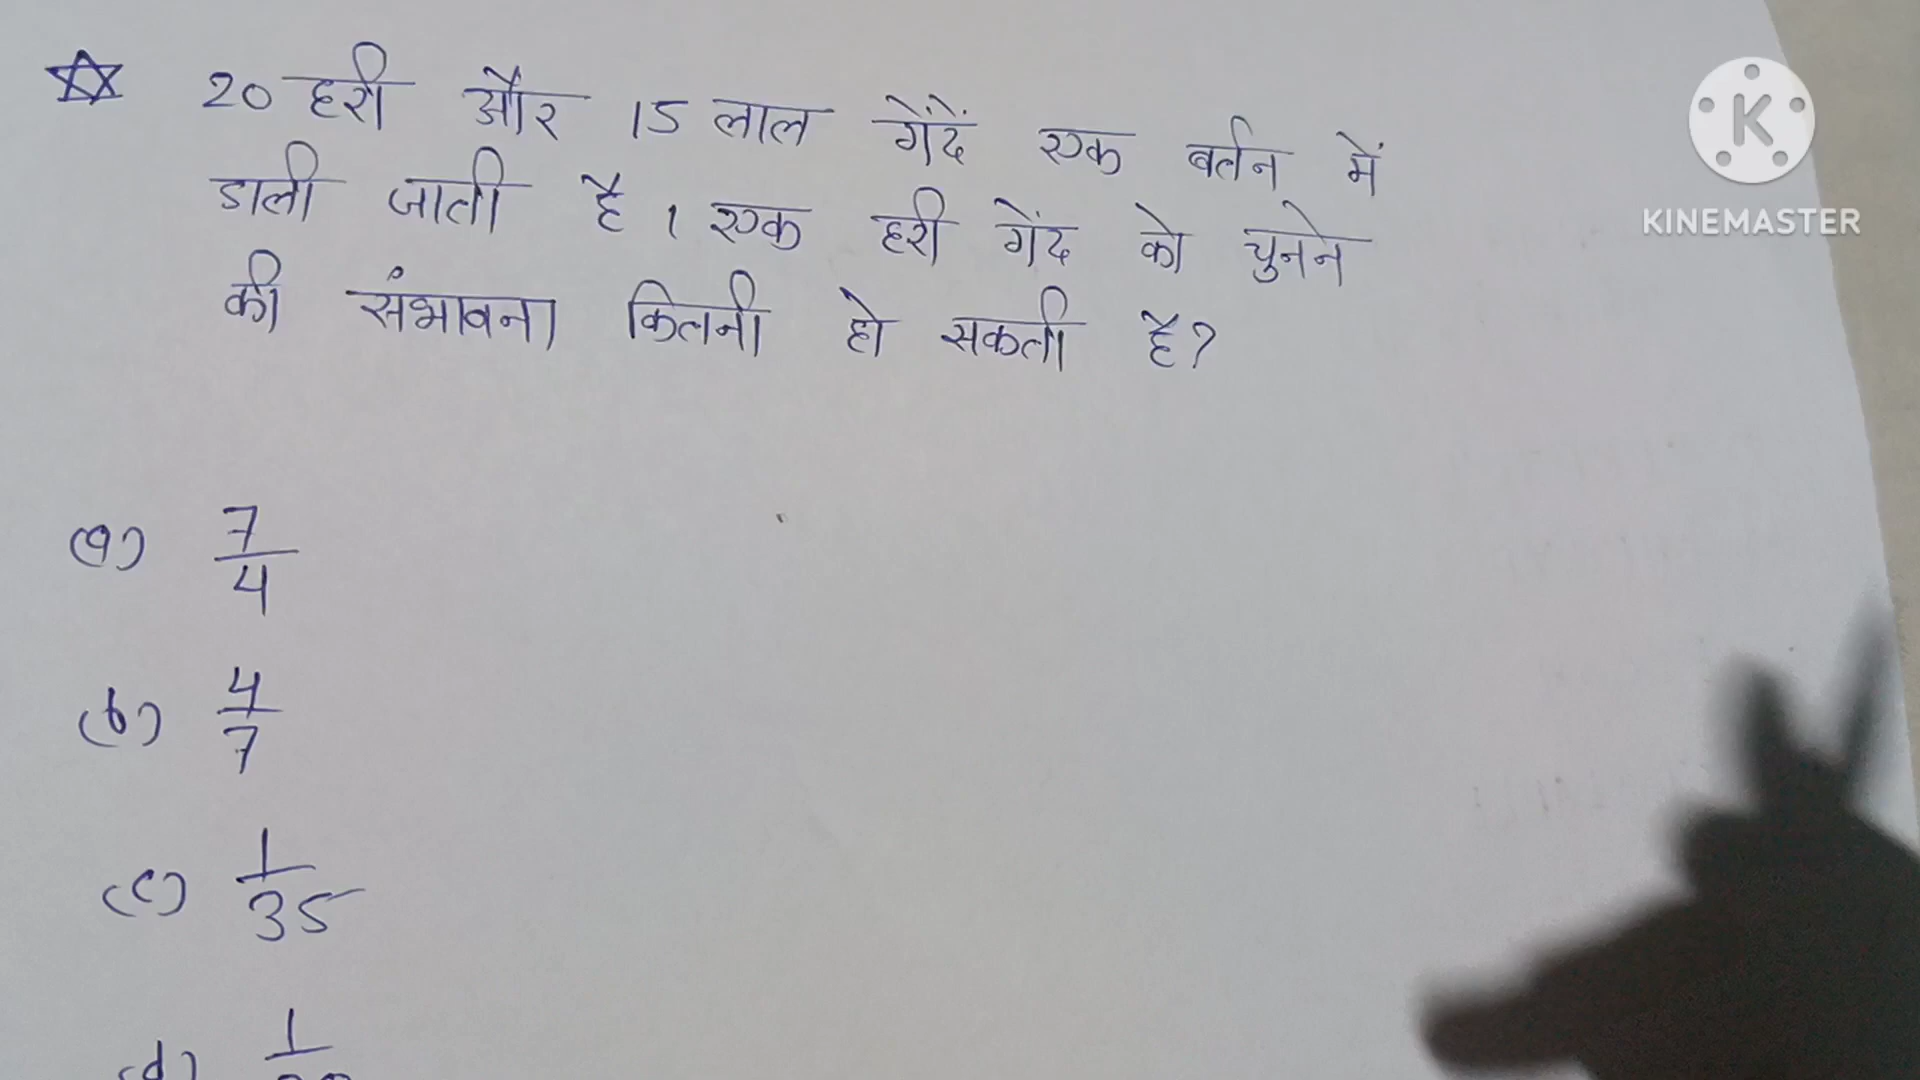 20 हरी और 15 लाल गेंदें एक बर्तन में
डाली जाती है । एक हरी गेंद को चुनने
की संभावना कितनी हो सकती है?
(a) 7/4
(b) 4/7
(c) 1/35
(d) 1
K
KINEMASTER